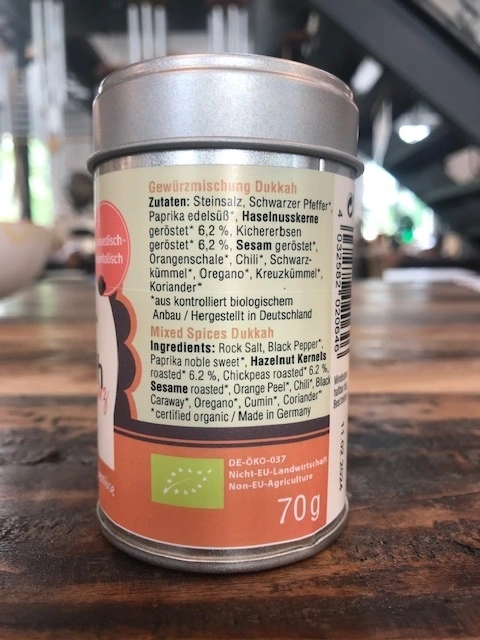 Gewürzmischung Dukkah
Zutaten: Steinsalz, Schwarzer Pfeffer*,
Paprika edelsüß*, Haselnusskerne
geröstet* 6,2 %, Kichererbsen
geröstet* 6,2 %, Sesam geröstet*,
Orangenschale*, Chili*, Schwarz-
kümmel*, Oregano*, Kreuzkümmel*,
Koriander*
*aus kontrolliert biologischem
Anbau / Hergestellt in Deutschland
Mixed Spices Dukkah
Ingredients: Rock Salt, Black Pepper*,
Paprika noble sweet*, Hazelnut Kernels
roasted* 6.2 %, Chickpeas roasted* 6.2 %,
Sesame roasted*, Orange Peel*, Chili*, Black
Caraway*, Oregano*, Cumin*, Coriander*
*certified organic / Made in Germany
DE-ÖKO-037
Nicht-EU-Landwirtschaft
Non-EU-Agriculture
70g
11.02.2024